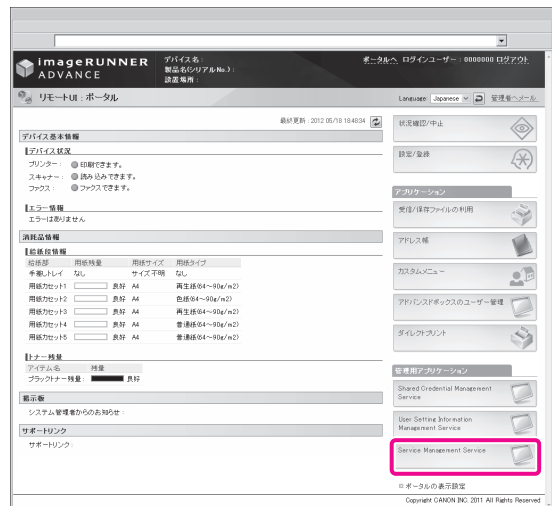 imageRUNNER
ADVANCE
デバイス名：
製品名(シリアルNo.)：
設置場所：
ポータルへ ログインユーザー：0000000 ログアウト
リモートUI：ポータル
Language: Japanese 管理者へメール
最終更新：2012 05/18 18:48:34
デバイス基本情報
デバイス状況
プリンター： 印刷できます。
スキャナー： 読み込みできます。
ファクス： ファクスできます。
エラー情報
エラーはありません
消耗品情報
給紙段情報
給紙部 用紙残量 用紙サイズ 用紙タイプ
手差しトレイ なし サイズ不明 なし
用紙カセット1 良好 A4 再生紙(64～90g/m2)
用紙カセット2 良好 A4 色紙(64～90g/m2)
用紙カセット3 良好 A4 再生紙(64～90g/m2)
用紙カセット4 良好 A4 普通紙(64～90g/m2)
用紙カセット5 良好 A4 普通紙(64～90g/m2)
トナー残量
アイテム名 残量
ブラックトナー残量： 良好
掲示板
システム管理者からのお知らせ：
サポートリンク
サポートリンク：
状況確認/中止
設定/登録
アプリケーション
受信/保存ファイルの利用
アドレス帳
カスタムメニュー
アドバンスドボックスのユーザー管理
ダイレクトプリント
管理用アプリケーション
Shared Credential Management
Service
User Setting Information
Management Service
Service Management Service
ポータルの表示設定
Copyright CANON INC. 2011 All Rights Reserved